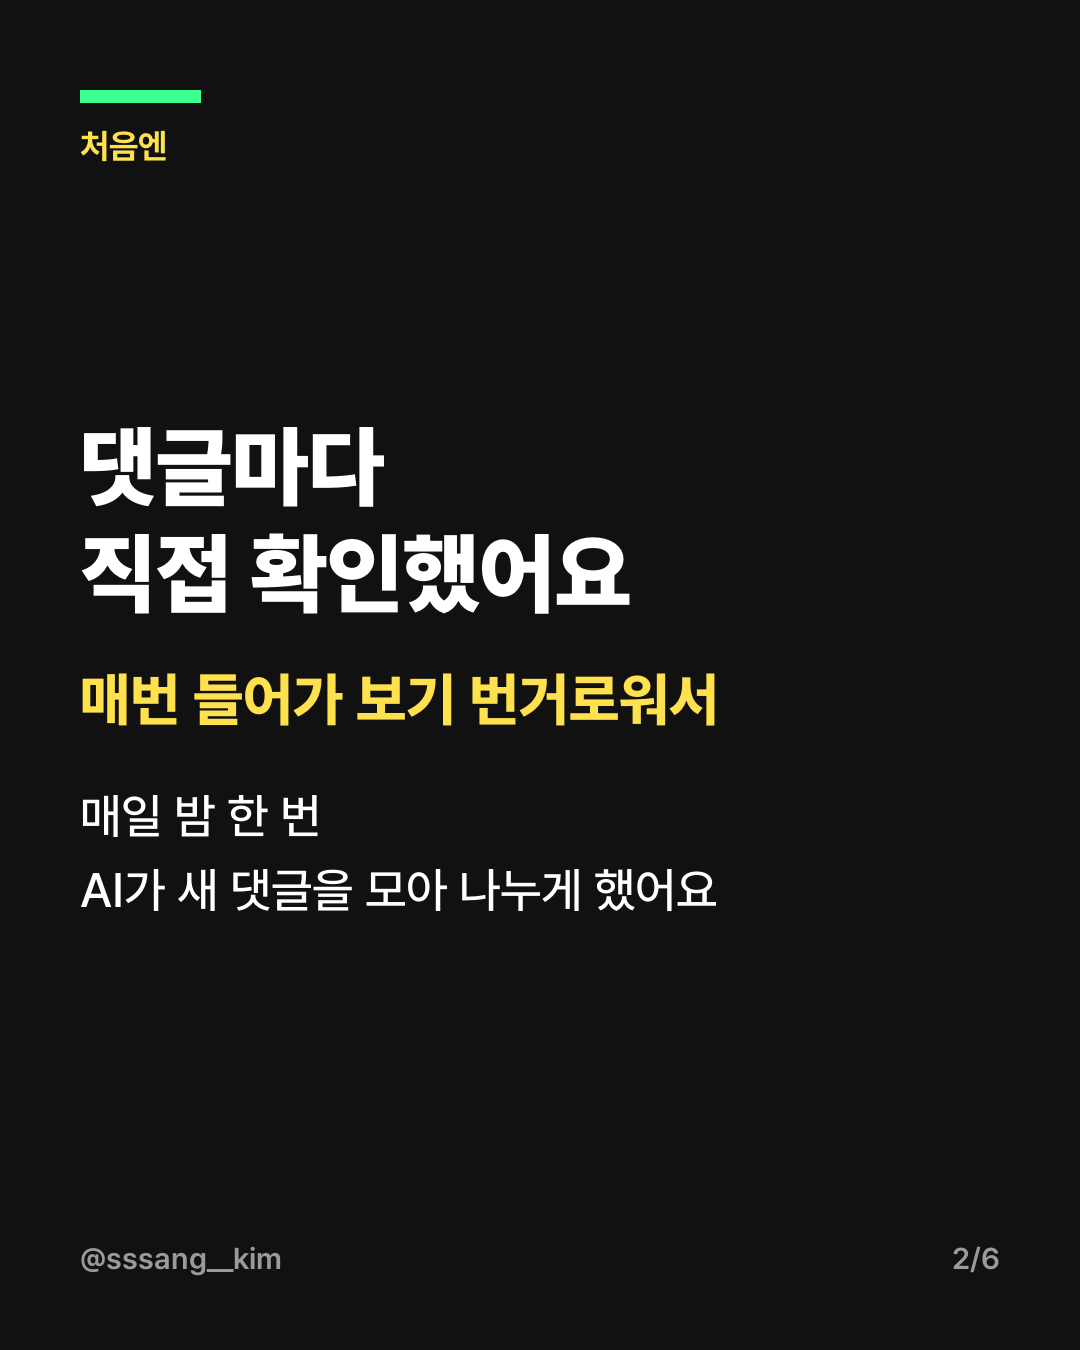 처음엔
댓글마다
직접 확인했어요
매번 들어가 보기 번거로워서
매일 밤 한 번
AI가 새 댓글을 모아 나누게 했어요
@sssang__kim
2/6